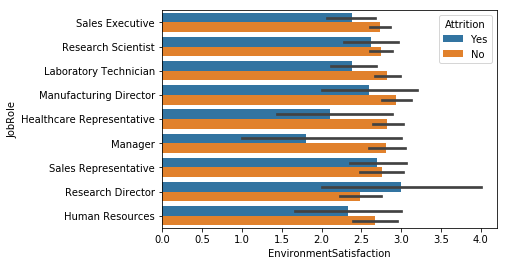 Sales Executive
Research Scientist
Laboratory Technician
Manufacturing Director
Healthcare Representative
Manager
Sales Representative
Research Director
Human Resources
JobRole
Attrition
Yes
No
0.0 0.5 1.0 1.5 2.0 2.5 3.0 3.5 4.0
EnvironmentSatisfaction